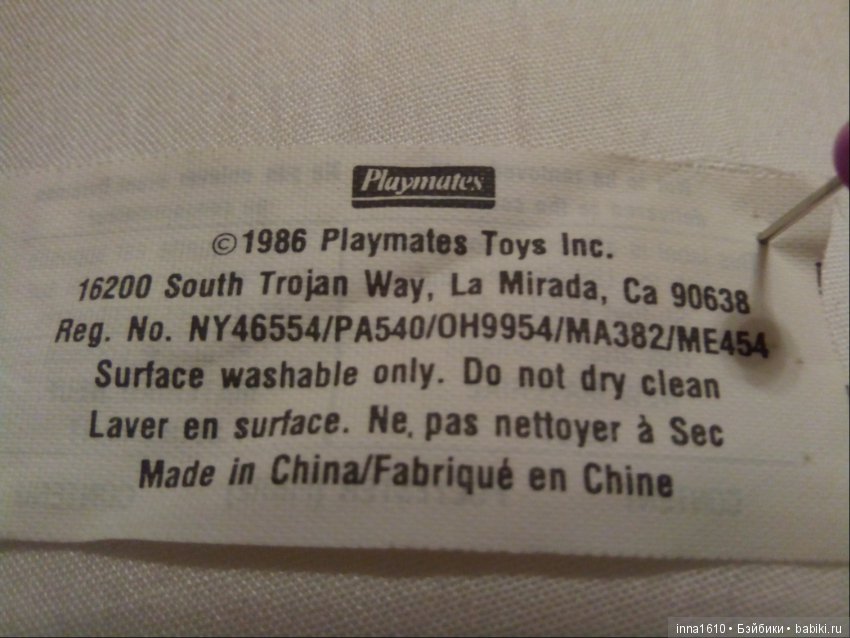 Playmates
©1986 Playmates Toys Inc.
16200 South Trojan Way, La Mirada, Ca 90638
Reg. No. NY46554/PA540/OH9954/MA382/ME454
Surface washable only. Do not dry clean
Laver en surface. Ne. pas nettoyer à Sec
Made in China/Fabriqué en Chine
inna1610 • Бэйбики • babiki.ru